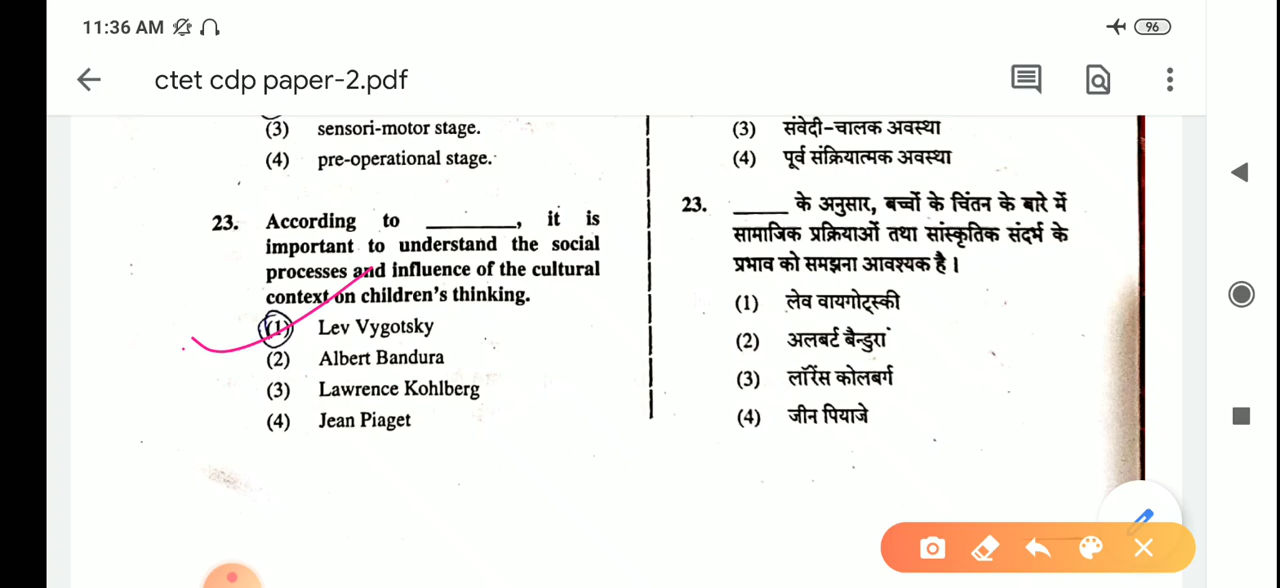 11:36 AM
96
ctet cdp paper-2.pdf
(3) sensori-motor stage.
(4) pre-operational stage.
23. According to ________, it is
important to understand the social
processes and influence of the cultural
context on children's thinking.
(1) Lev Vygotsky
(2) Albert Bandura
(3) Lawrence Kohlberg
(4) Jean Piaget
(3) संवेदी-चालक अवस्था
(4) पूर्व संक्रियात्मक अवस्था
23. _____ के अनुसार, बच्चों के चिंतन के बारे में
सामाजिक प्रक्रियाओं तथा सांस्कृतिक संदर्भ के
प्रभाव को समझना आवश्यक है।
(1) लेव वायगोट्स्की
(2) अलबर्ट बैन्डुरा
(3) लॉरेंस कोलबर्ग
(4) जीन पियाजे